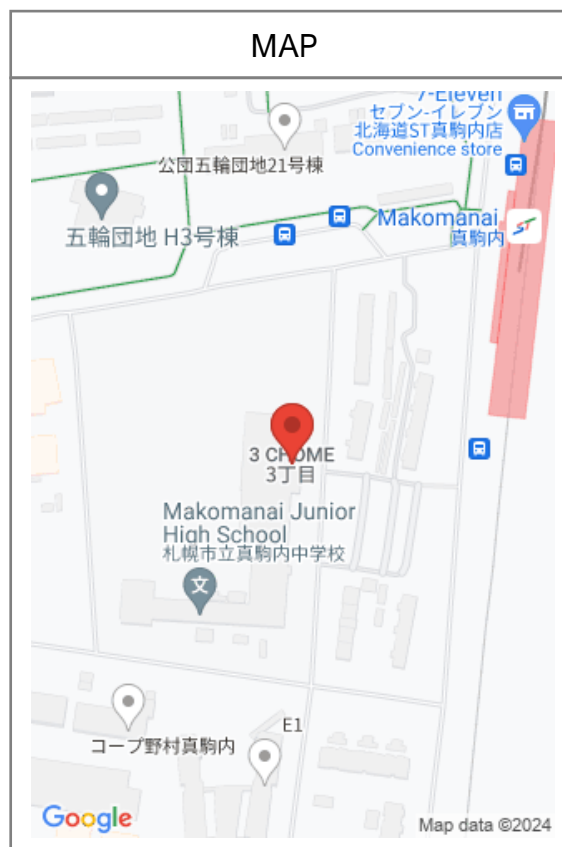 MAP
7-Eleven
セブン-イレブン
北海道ST真駒内店
Convenience store
公団五輪団地21号棟
五輪団地 H3号棟
Makomanai
真駒内
ST
3 CHOME
3丁目
Makomanai Junior
High School
札幌市立真駒内中学校
文
E1
コープ野村真駒内
Google
Map data ©2024